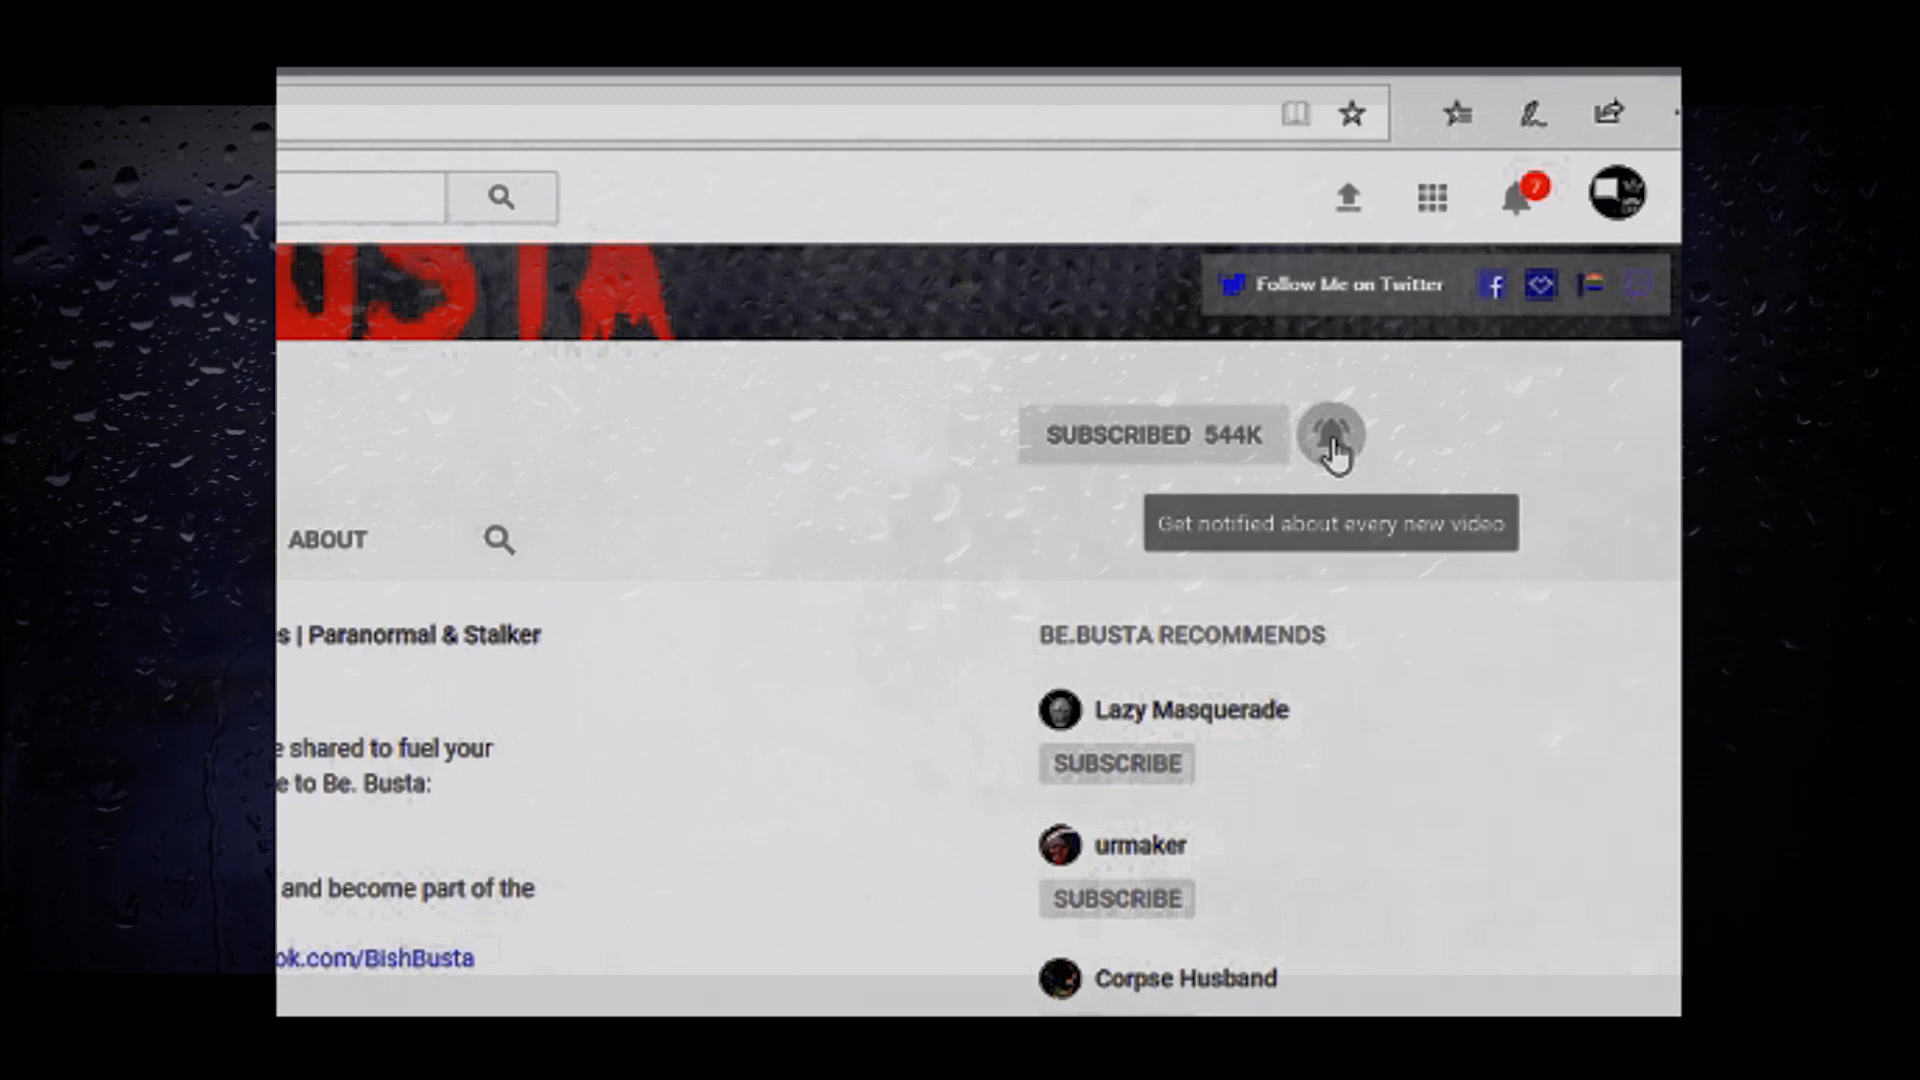 7
USTA
Follow Me on Twitter
SUBSCRIBED 544K
Get notified about every new video
ABOUT
s | Paranormal & Stalker
e shared to fuel your
e to Be. Busta:
and become part of the
ok.com/BishBusta
BE.BUSTA RECOMMENDS
Lazy Masquerade
SUBSCRIBE
urmaker
SUBSCRIBE
Corpse Husband